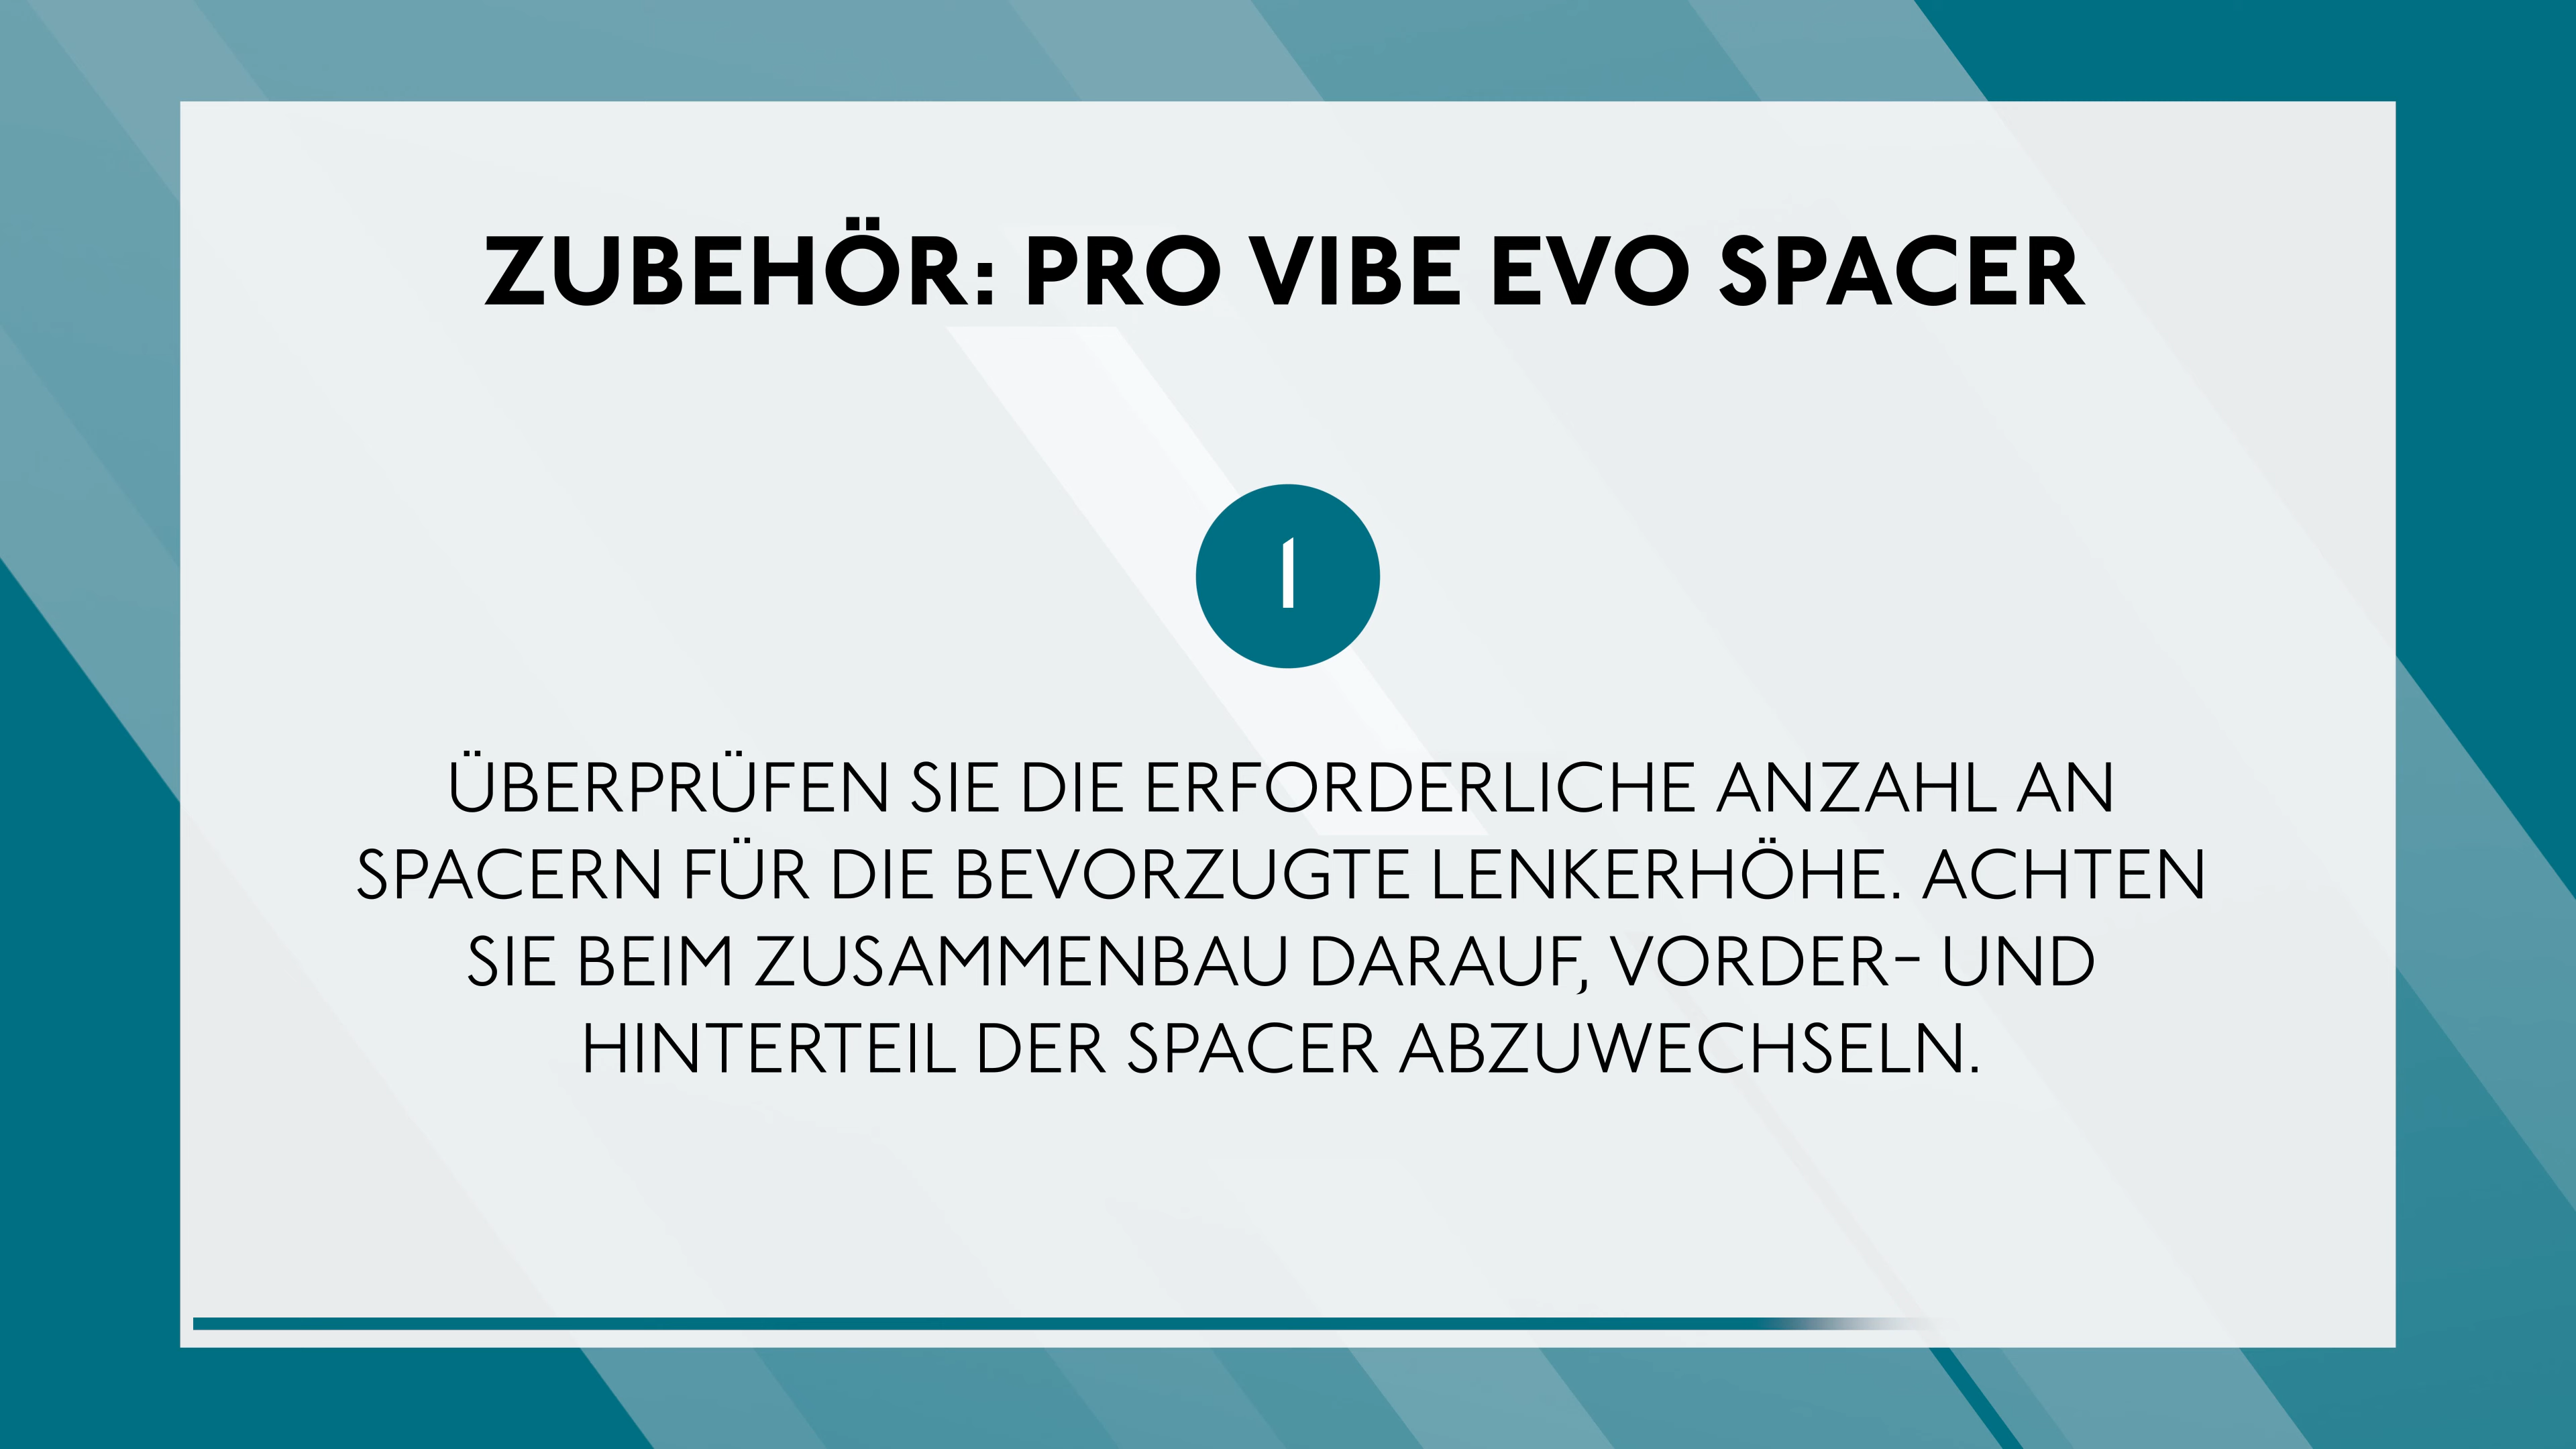 ZUBEHÖR: PRO VIBE EVO SPACER
1
ÜBERPRÜFEN SIE DIE ERFORDERLICHE ANZAHL AN
SPACERN FÜR DIE BEVORZUGTE LENKERHÖHE. ACHTEN
SIE BEIM ZUSAMMENBAU DARAUF, VORDER- UND
HINTERTEIL DER SPACER ABZUWECHSELN.